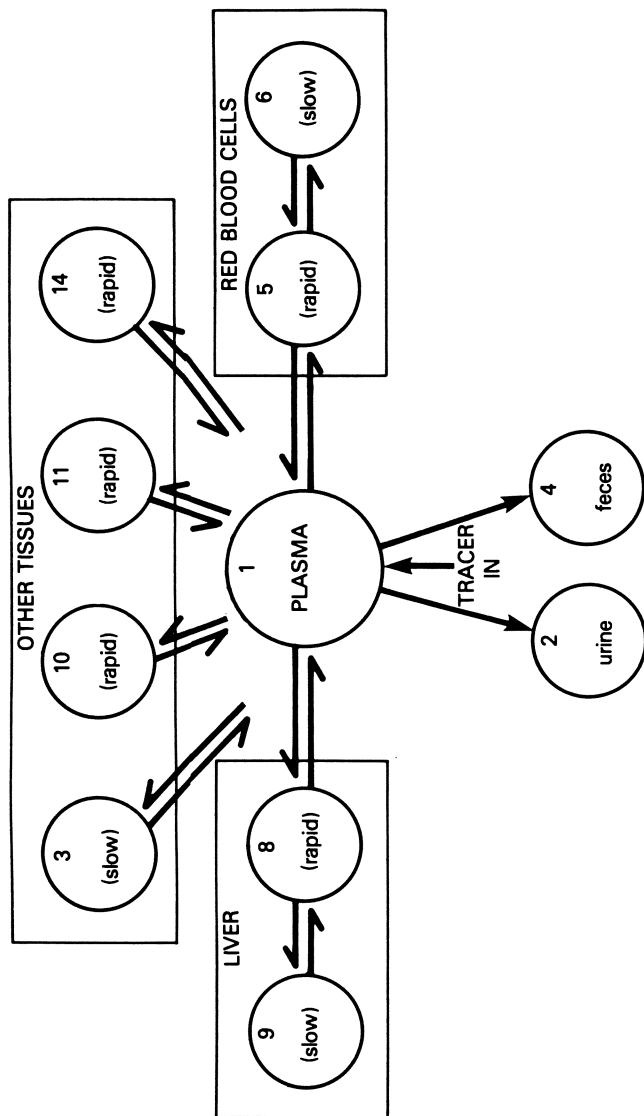 OTHER TISSUES
3
(slow)
10
(rapid)
11
(rapid)
14
(rapid)
LIVER
9
(slow)
8
(rapid)
1
PLASMA
RED BLOOD CELLS
5
(rapid)
6
(slow)
TRACER
IN
2
urine
4
feces